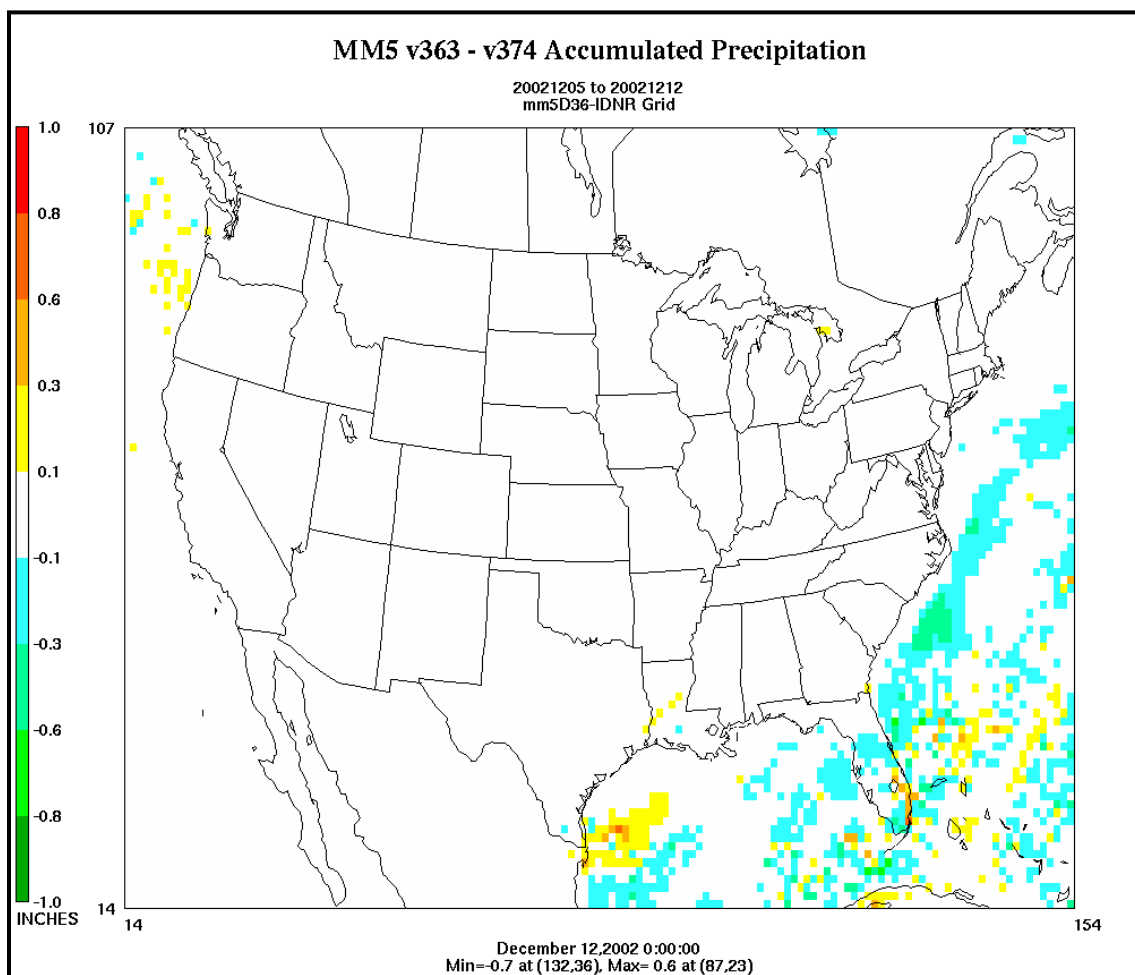 MM5 v363 - v374 Accumulated Precipitation
20021205 to 20021212
mm5D36-IDNR Grid
107
1.0
0.8
0.6
0.3
0.1
-0.1
-0.3
-0.6
-0.8
-1.0
INCHES
14
14
154
December 12,2002 0:00:00
Min=-0.7 at (132,36), Max= 0.6 at (87,23)